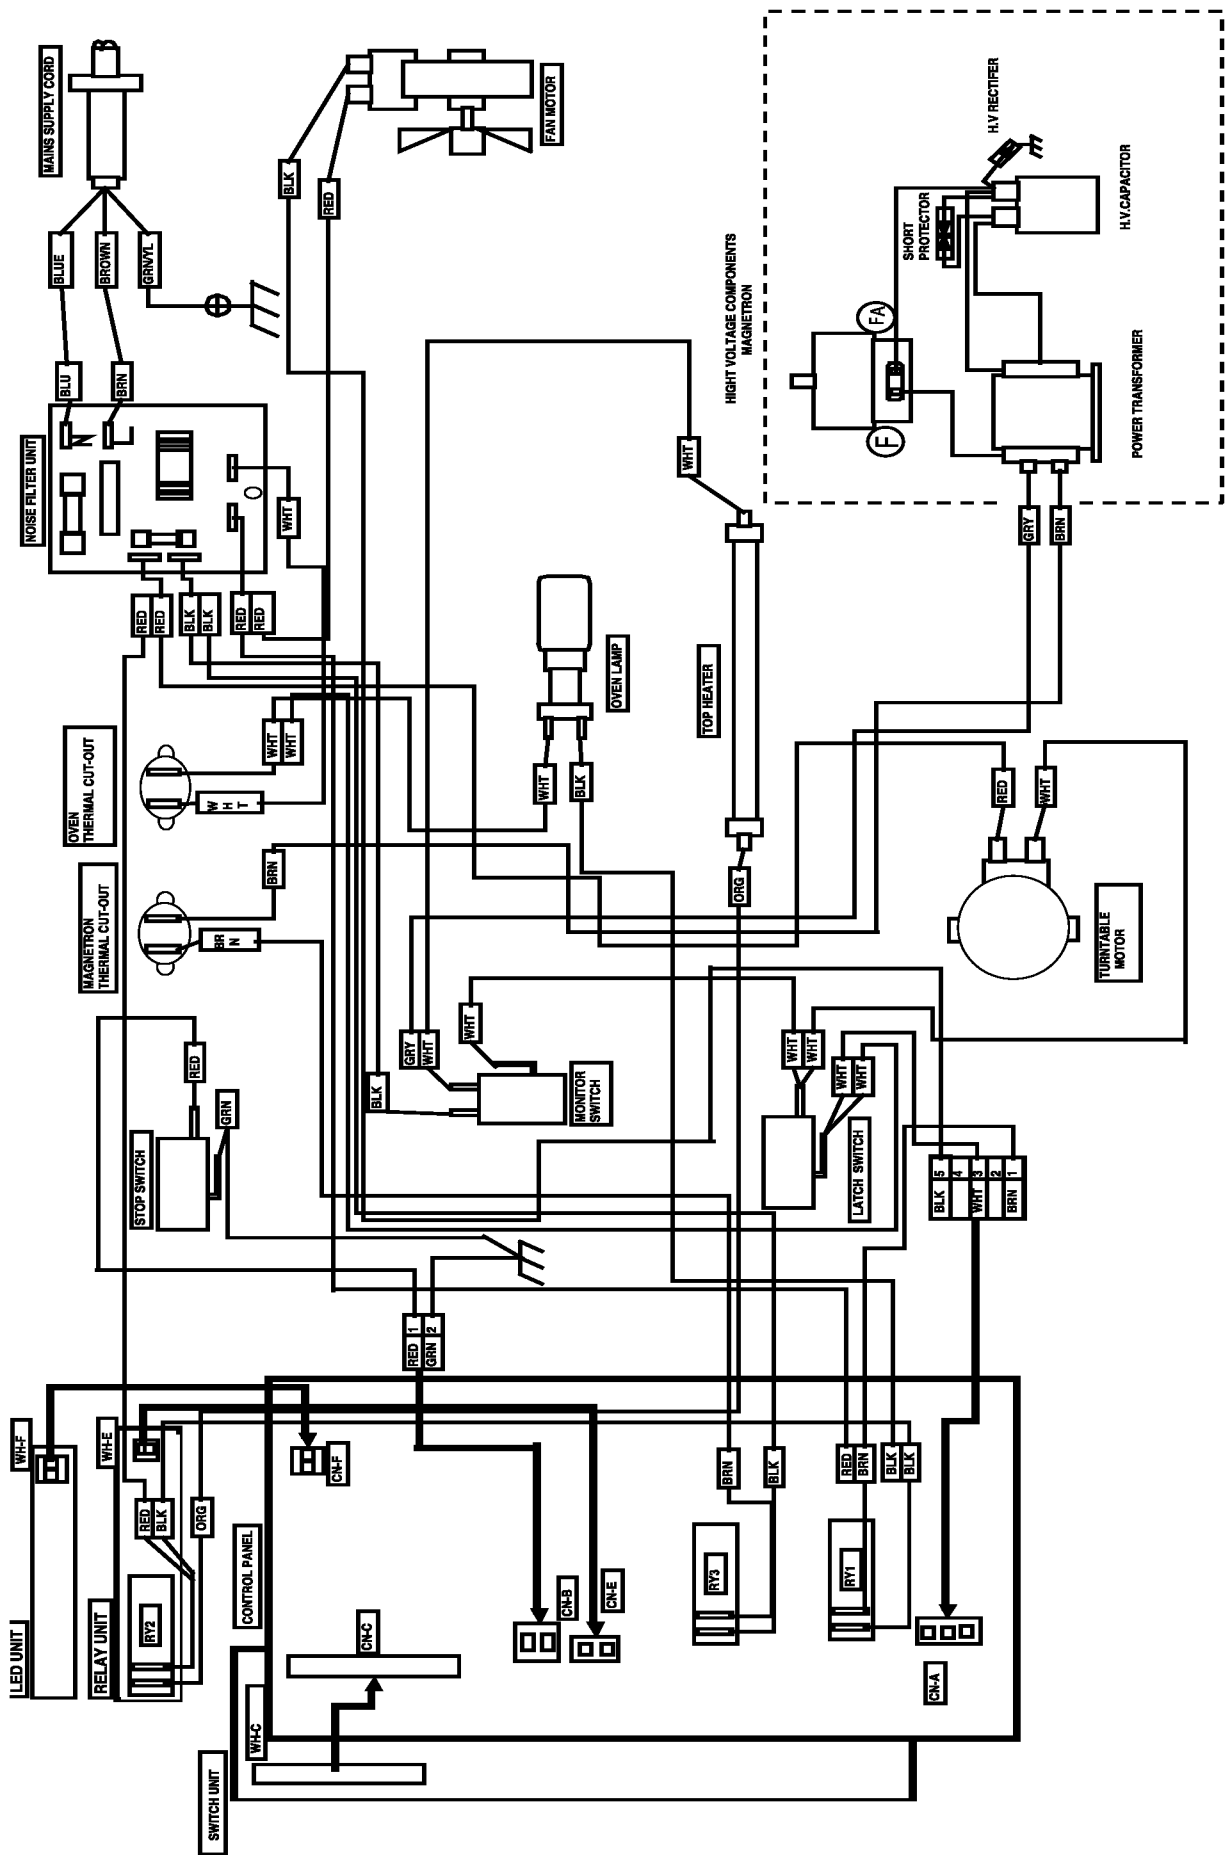 MAINS SUPPLY CORD
BLUE
BROWN
GRN/YL
BLU
BRN
N
L
NOISE FILTER UNIT
WHT
RED
RED
BLK
BLK
RED
RED
BLK
RED
FAN MOTOR
OVEN
THERMAL CUT-OUT
WHT
WHT
WHT
MAGNETRON
THERMAL CUT-OUT
BRN
BRN
OVEN LAMP
WHT
BLK
TOP HEATER
WHT
ORG
HIGHT VOLTAGE COMPONENTS
MAGNETRON
FA
F
SHORT
PROTECTOR
H.V RECTIFER
H.V.CAPACITOR
POWER TRANSFORMER
GRY
BRN
TURNTABLE
MOTOR
RED
WHT
STOP SWITCH
RED
GRN
MONITOR
SWITCH
GRY
WHT
WHT
BLK
LATCH SWITCH
WHT
WHT
WHT
WHT
BLK 5
4
WHT 3
2
BRN 1
RED 1
GRN 2
LED UNIT
WH-F
RELAY UNIT
WH-E
RY2
RED
BLK
ORG
CONTROL PANEL
SWITCH UNIT
WH-C
CN-C
CN-F
CN-B
CN-E
RY3
BRN
BLK
RY1
RED
BRN
BLK
BLK
CN-A